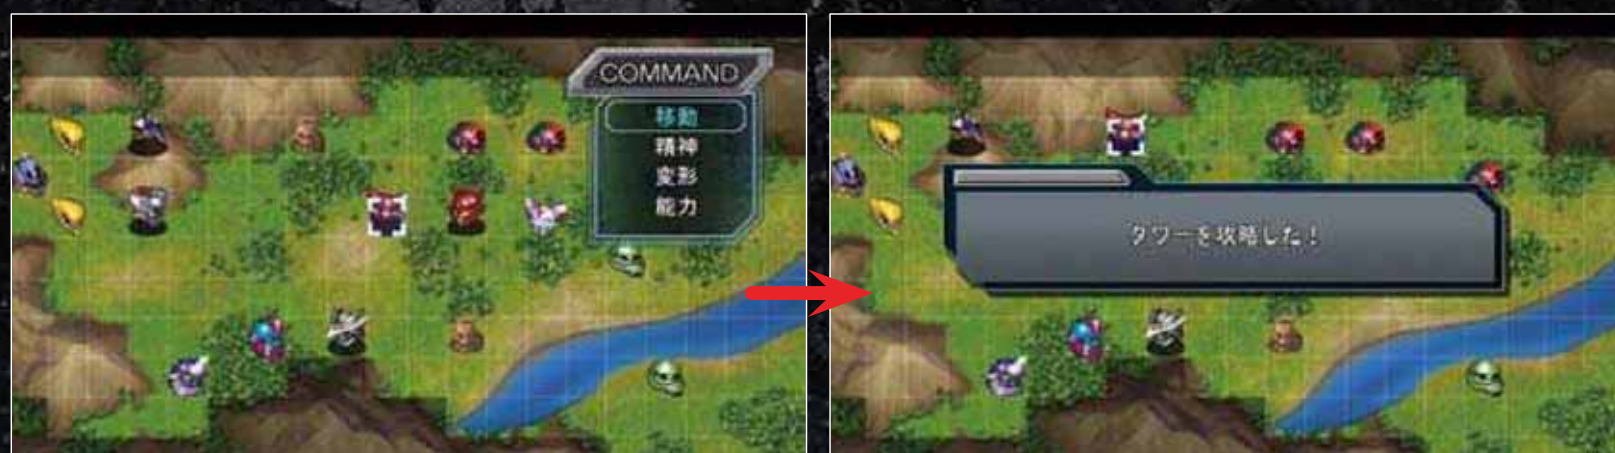 COMMAND
移動
精神
変形
能力
タワーを攻略した!